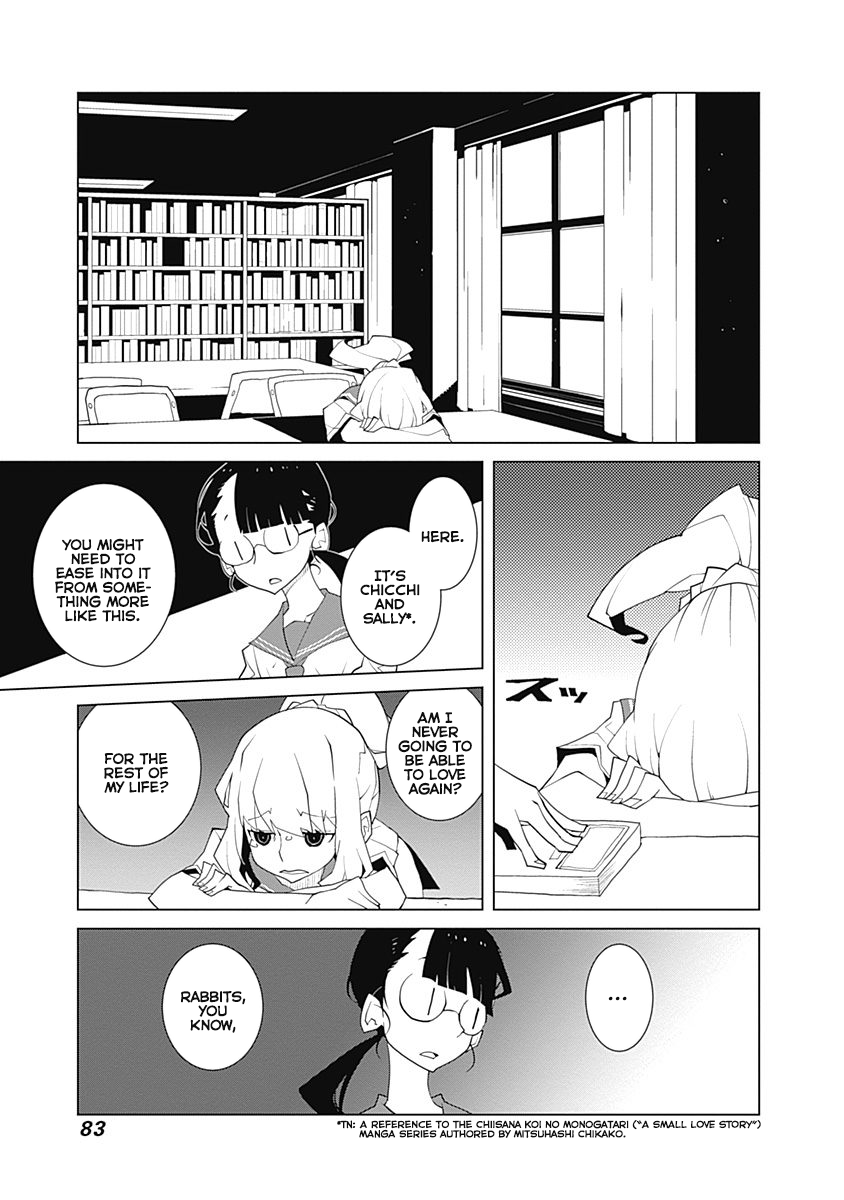 スッ
HERE.
IT'S
CHICCHI
AND
SALLY*.
YOU MIGHT
NEED TO
EASE INTO IT
FROM SOME-
THING MORE
LIKE THIS.
AM I
NEVER
GOING TO
BE ABLE
TO LOVE
AGAIN?
FOR THE
REST OF
MY LIFE?
...
RABBITS,
YOU
KNOW,
83
*TN: A REFERENCE TO THE CHIISANA KOI NO MONOGATARI ("A SMALL LOVE STORY")
MANGA SERIES AUTHORED BY MITSUHASHI CHIKAKO.